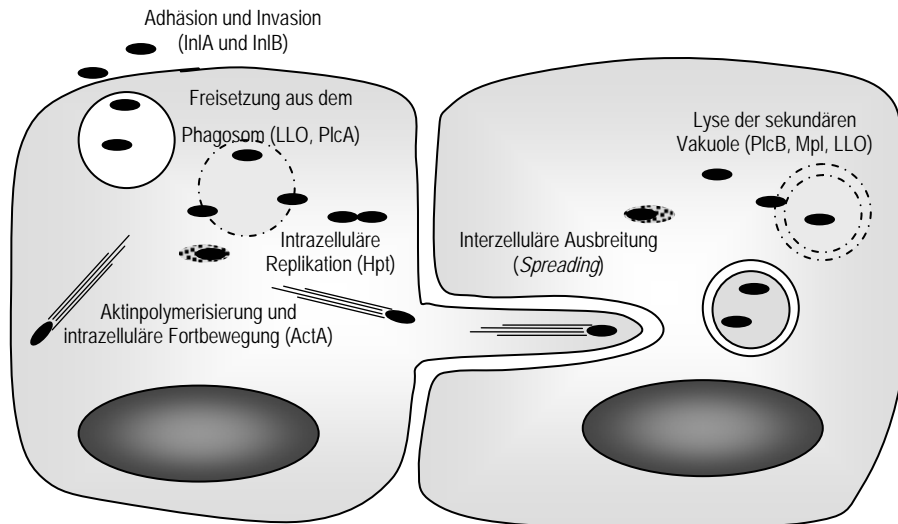 Adhäsion und Invasion
(InlA und InlB)
Freisetzung aus dem
Phagosom (LLO, PlcA)
Intrazelluläre
Replikation (Hpt)
Aktinpolymerisierung und
intrazelluläre Fortbewegung (ActA)
Interzelluläre Ausbreitung
(Spreading)
Lyse der sekundären
Vakuole (PlcB, Mpl, LLO)